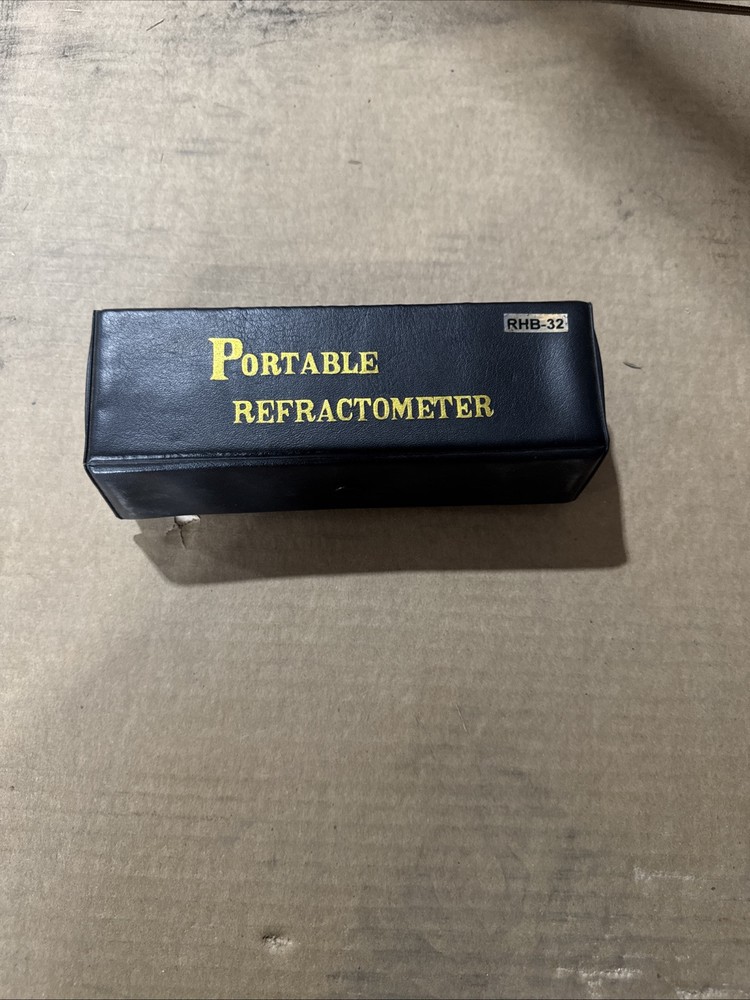 PORTABLE
REFRACTOMETER
RHB-32